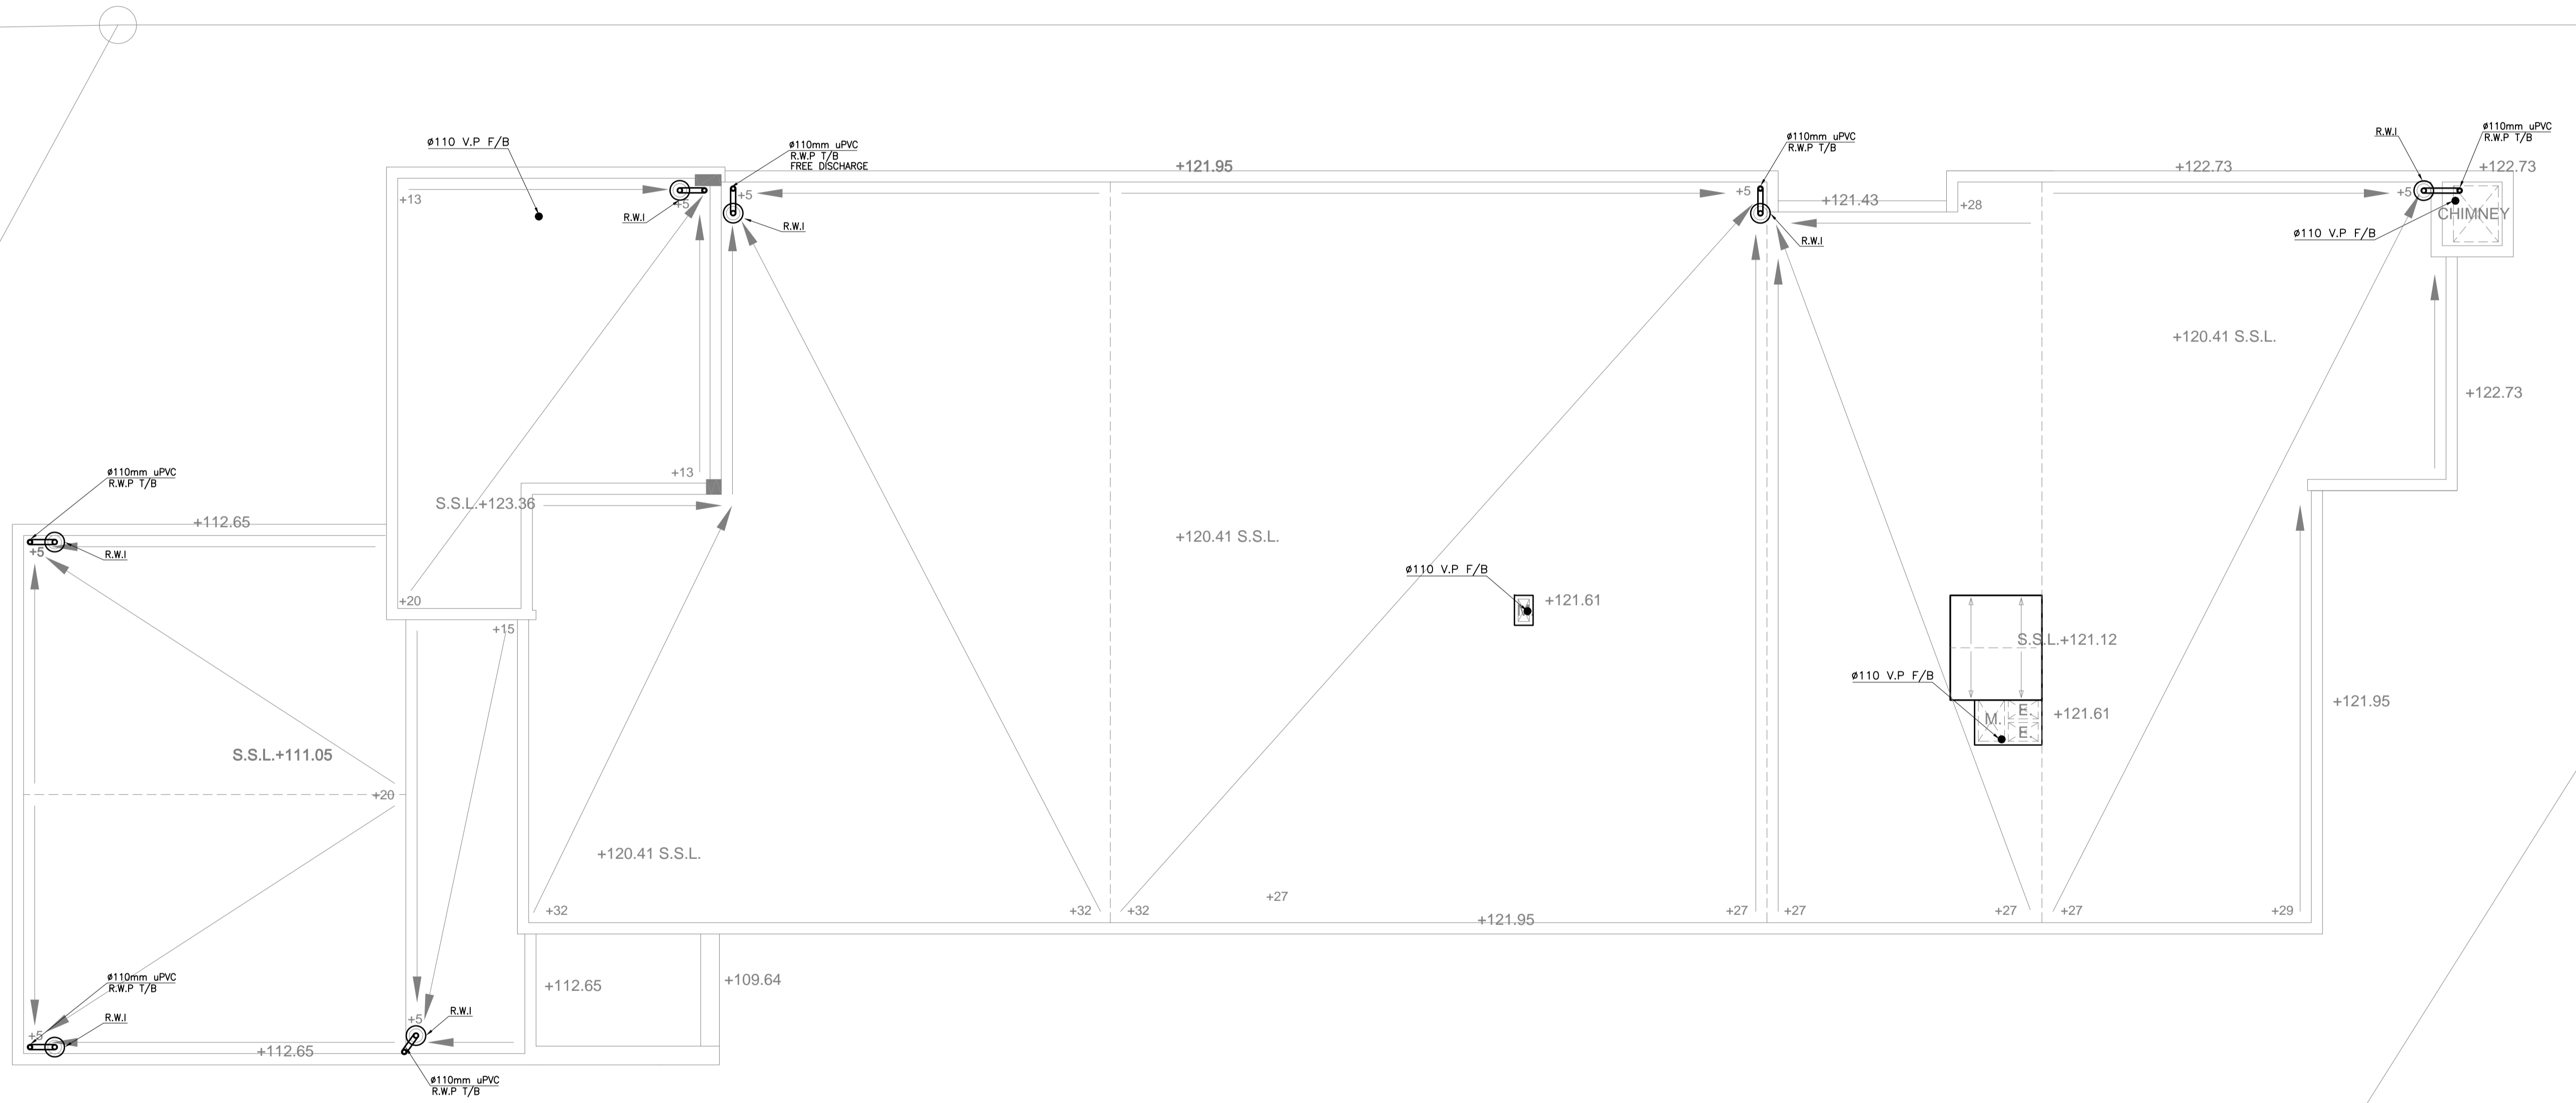 ø110mm uPVC
R.W.P T/B
R.W.I
+122.73
+122.73
ø110 V.P F/B
ø110mm uPVC
R.W.P T/B
FREE DISCHARGE
+121.95
ø110mm uPVC
R.W.P T/B
+13
+5
R.W.I
+5
R.W.I
+5
+121.43
R.W.I
+28
+5
CHIMNEY
ø110 V.P F/B
+120.41 S.S.L.
+122.73
+13
ø110mm uPVC
R.W.P T/B
S.S.L.+123.36
+112.65
+5
R.W.I
+120.41 S.S.L.
ø110 V.P F/B
+121.61
+20
+15
S.S.L.+121.12
ø110 V.P F/B
M.
E.
E.
+121.61
+121.95
S.S.L.+111.05
+20
+120.41 S.S.L.
+27
+32
+32
+32
+27
+27
+27
+27
+29
+121.95
ø110mm uPVC
R.W.P T/B
+112.65
+109.64
+5
R.W.I
+5
R.W.I
+112.65
ø110mm uPVC
R.W.P T/B